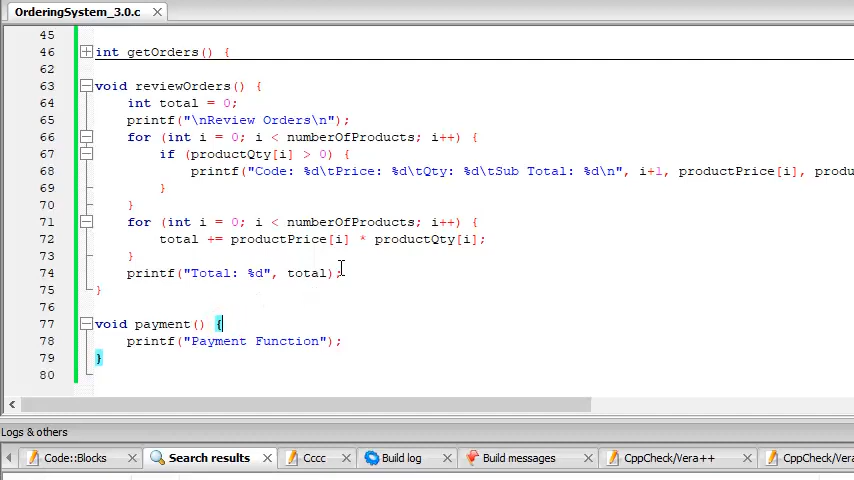 OrderingSystem_3.0.c
45
46 int getOrders() {
62
63 void reviewOrders() {
64 int total = 0;
65 printf("\nReview Orders\n");
66 for (int i = 0; i < numberOfProducts; i++) {
67 if (productQty[i] > 0) {
68 printf("Code: %d\tPrice: %d\tQty: %d\tSub Total: %d\n", i+1, productPrice[i], produ
69 }
70 }
71 for (int i = 0; i < numberOfProducts; i++) {
72 total += productPrice[i] * productQty[i];
73 }
74 printf("Total: %d", total);
75 }
76
77 void payment() {
78 printf("Payment Function");
79 }
80
Logs & others
Code::Blocks Search results Cccc Build log Build messages CppCheck/Vera++ CppCheck/Vera